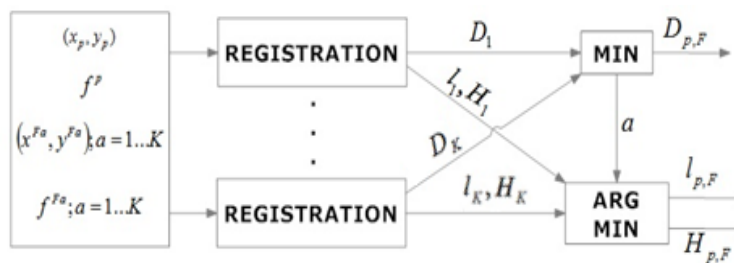 (x_p, y_p)
f^p
(x^{Fa}, y^{Fa}); a = 1...K
f^{Fa}; a = 1...K
REGISTRATION
.
.
.
REGISTRATION
D_1
l_1, H_1
D_K
l_K, H_K
MIN
D_{p,F}
a
ARG
MIN
l_{p,F}
H_{p,F}